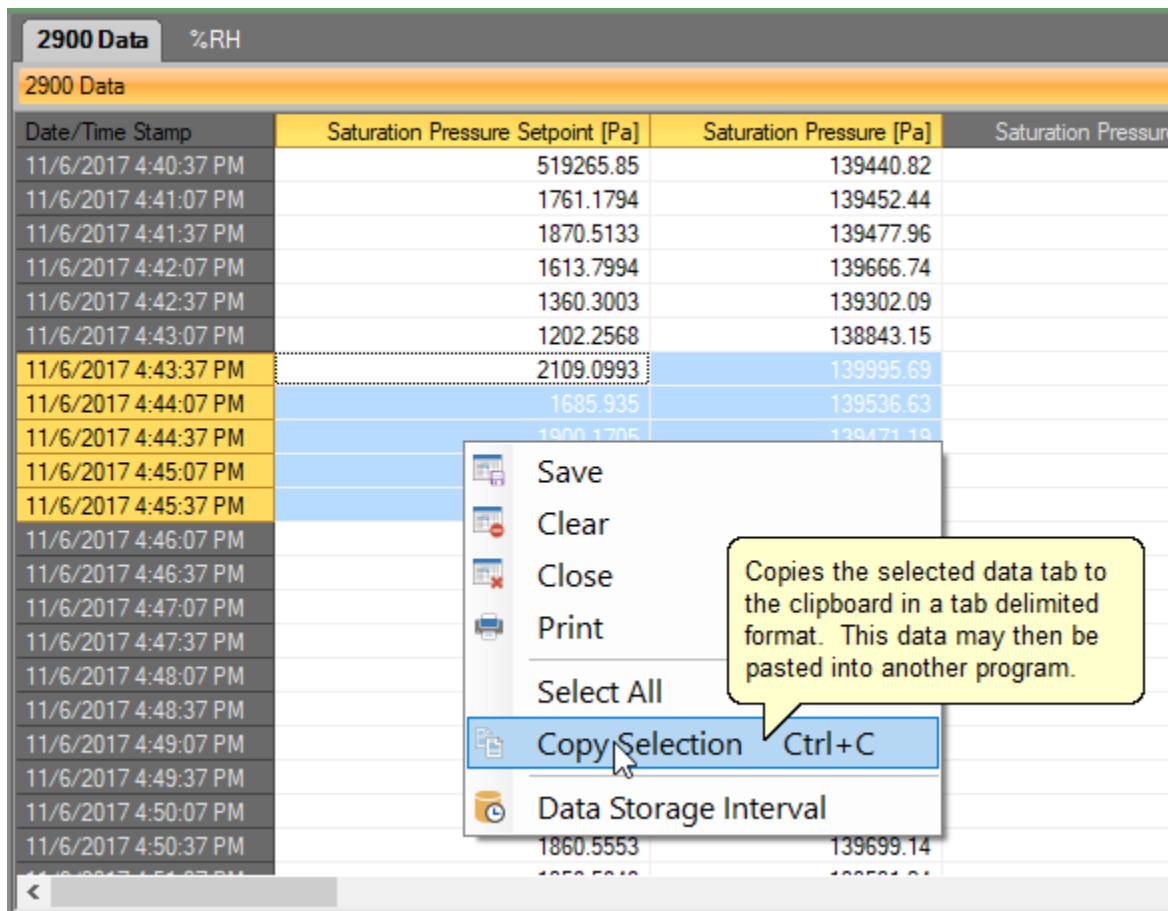 2900 Data %RH
2900 Data
Date/Time Stamp Saturation Pressure Setpoint [Pa] Saturation Pressure [Pa] Saturation Pressure
11/6/2017 4:40:37 PM 519265.85 139440.82
11/6/2017 4:41:07 PM 1761.1794 139452.44
11/6/2017 4:41:37 PM 1870.5133 139477.96
11/6/2017 4:42:07 PM 1613.7994 139666.74
11/6/2017 4:42:37 PM 1360.3003 139302.09
11/6/2017 4:43:07 PM 1202.2568 138843.15
11/6/2017 4:43:37 PM 2109.0993 139995.69
11/6/2017 4:44:07 PM 1685.935 139536.63
11/6/2017 4:44:37 PM 1900.1705 139471.19
11/6/2017 4:45:07 PM
11/6/2017 4:45:37 PM
11/6/2017 4:46:07 PM
11/6/2017 4:46:37 PM
11/6/2017 4:47:07 PM
11/6/2017 4:47:37 PM
11/6/2017 4:48:07 PM
11/6/2017 4:48:37 PM
11/6/2017 4:49:07 PM
11/6/2017 4:49:37 PM
11/6/2017 4:50:07 PM
11/6/2017 4:50:37 PM 1860.5553 139699.14
Save
Clear
Close
Print
Select All
Copy Selection Ctrl+C
Data Storage Interval
Copies the selected data tab to
the clipboard in a tab delimited
format. This data may then be
pasted into another program.